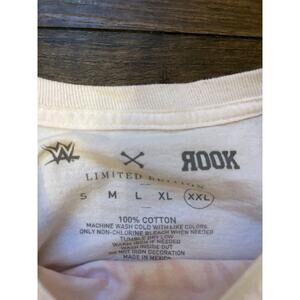 W ROOK
LIMITED EDITION
S M L XL XXL
100% COTTON
MACHINE WASH COLD WITH LIKE COLORS
ONLY NON-CHLORINE BLEACH WHEN NEEDED
TUMBLE DRY LOW
WARM IRON IF NEEDED
WASH INSIDE OUT
DO NOT IRON DECORATION
MADE IN MEXICO